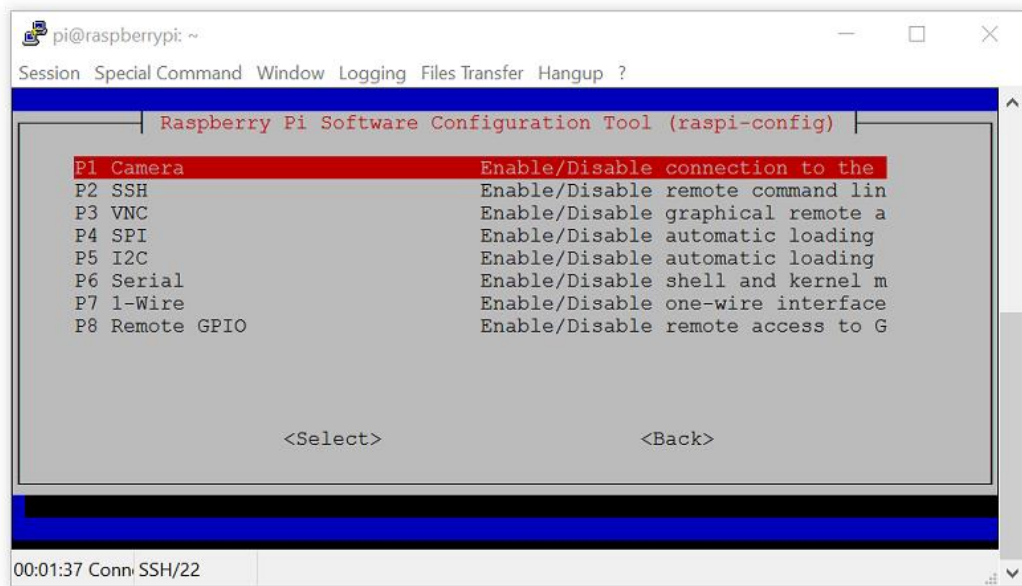 pi@raspberrypi: ~
Session Special Command Window Logging Files Transfer Hangup ?
Raspberry Pi Software Configuration Tool (raspi-config)
P1 Camera Enable/Disable connection to the
P2 SSH Enable/Disable remote command lin
P3 VNC Enable/Disable graphical remote a
P4 SPI Enable/Disable automatic loading
P5 I2C Enable/Disable automatic loading
P6 Serial Enable/Disable shell and kernel m
P7 1-Wire Enable/Disable one-wire interface
P8 Remote GPIO Enable/Disable remote access to G
<Select> <Back>
00:01:37 Conn SSH/22